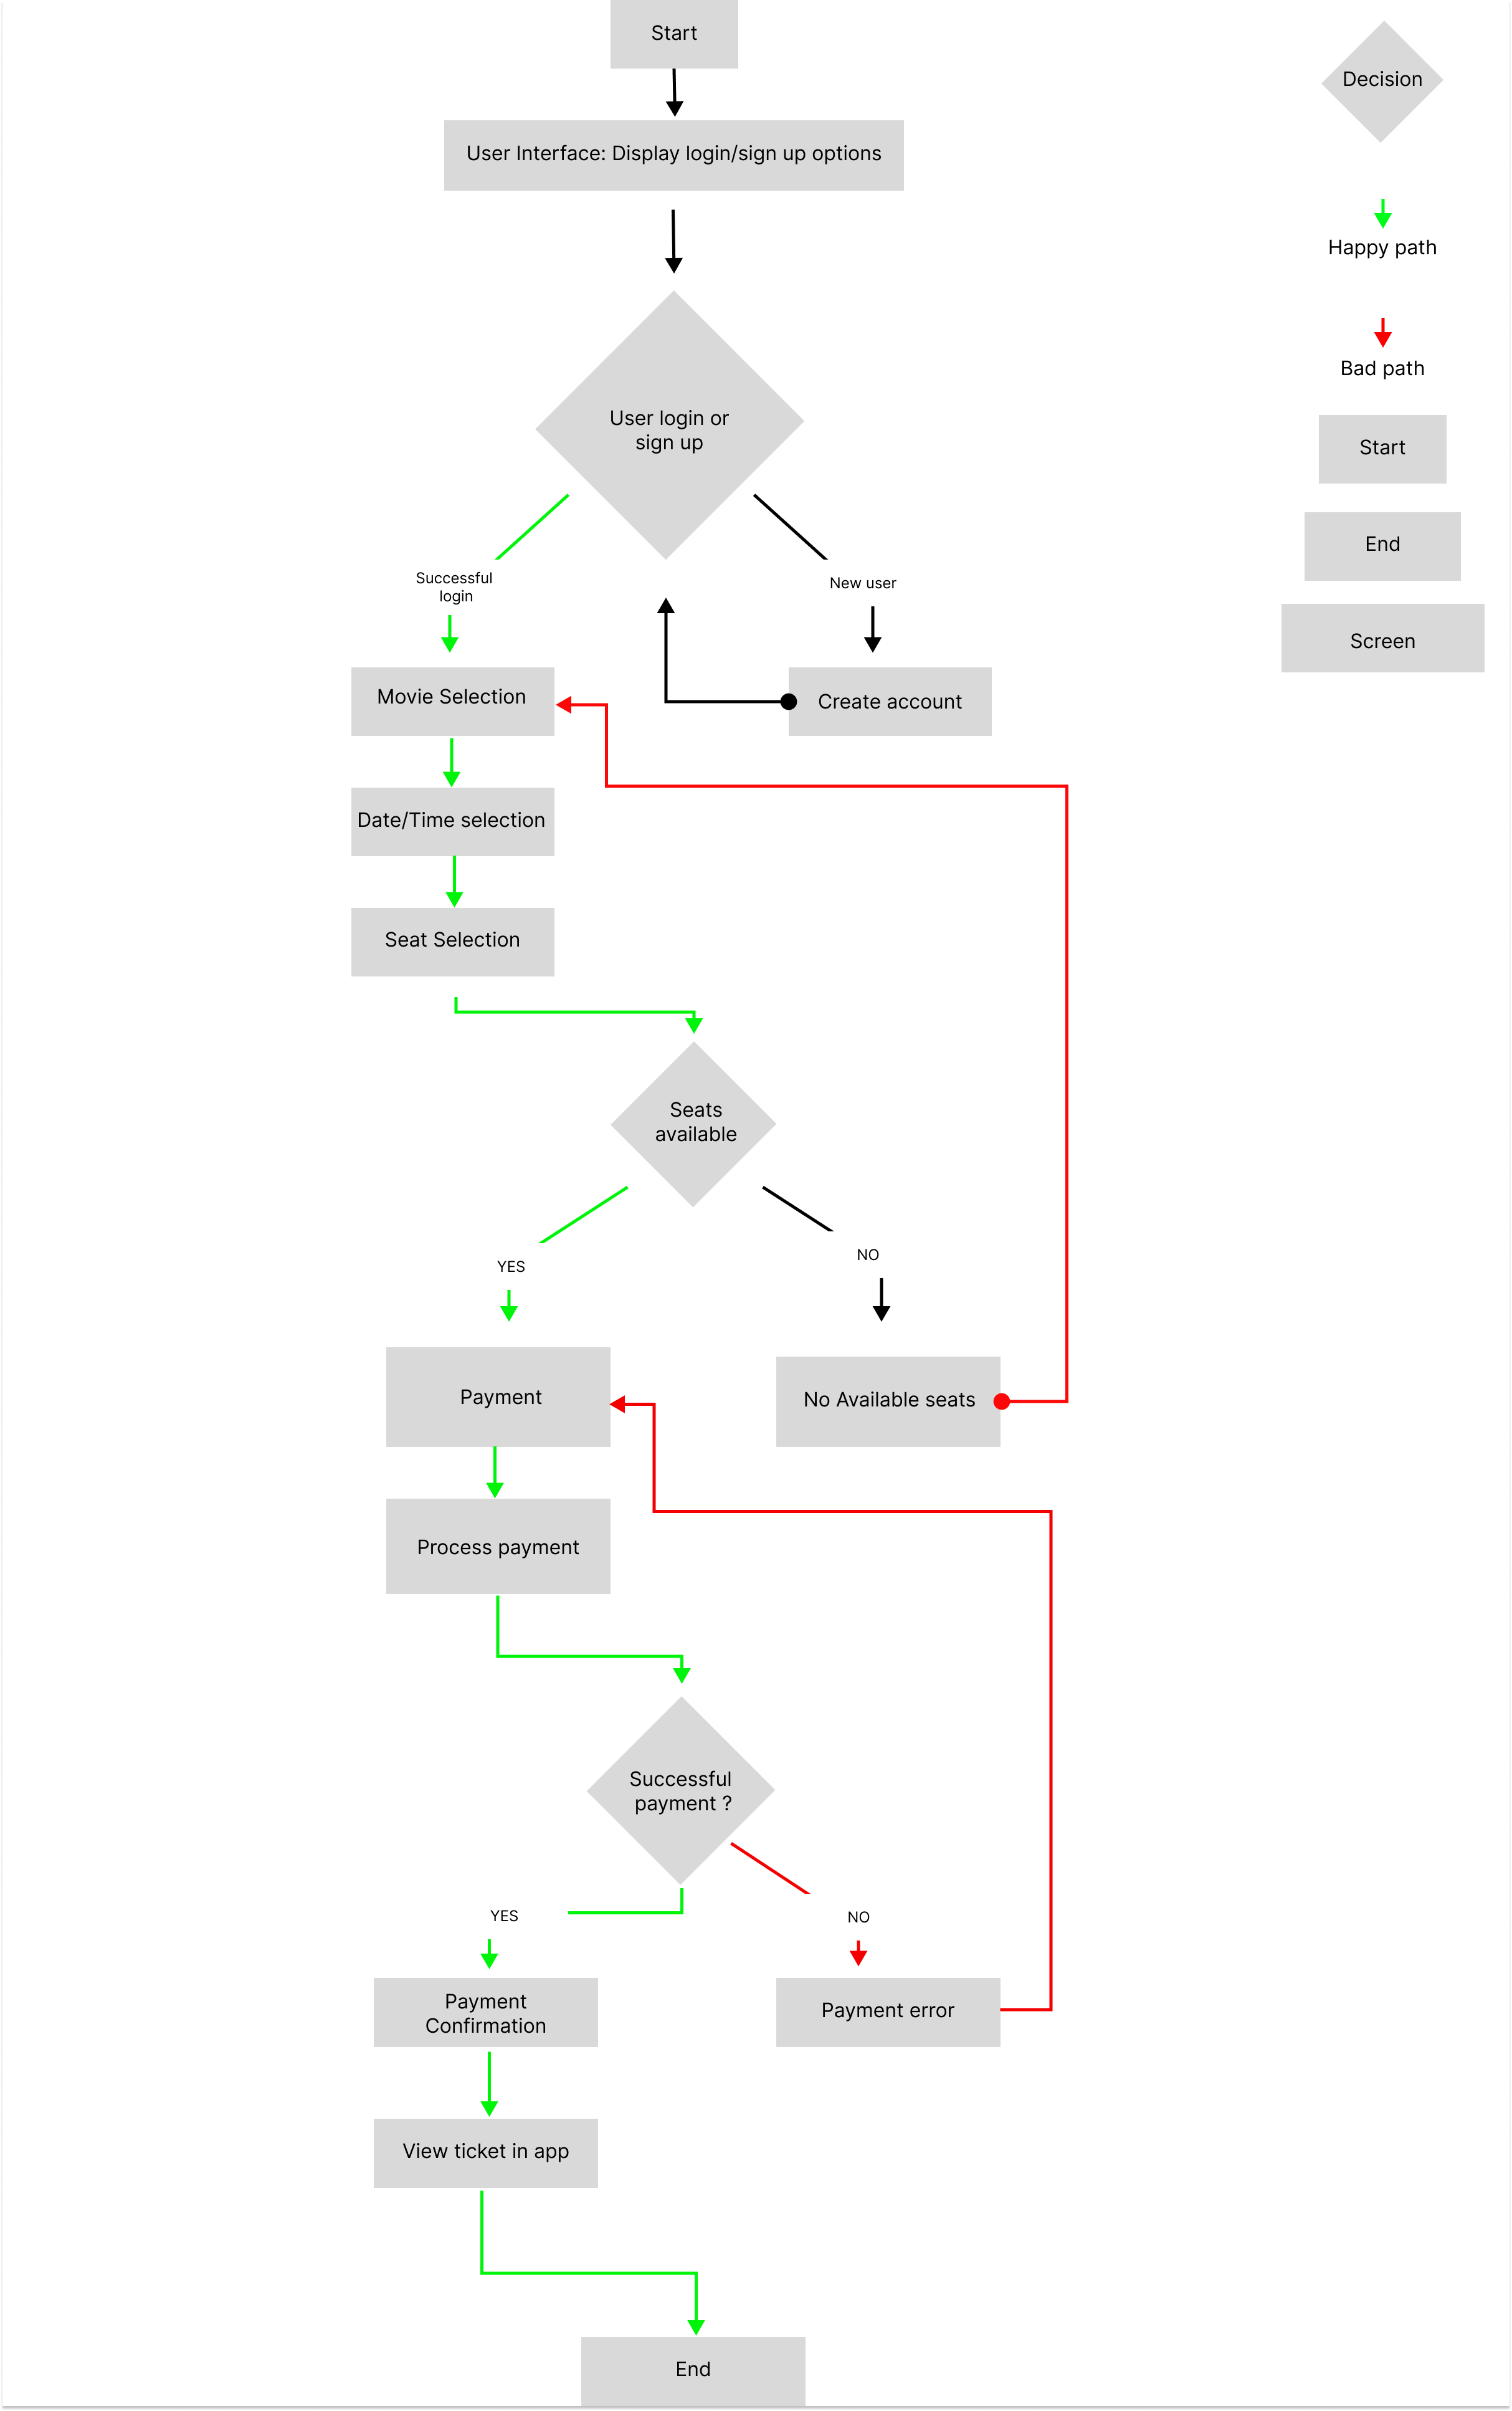 Start
User Interface: Display login/sign up options
User login or
sign up
Successful
login
New user
Movie Selection
Create account
Date/Time selection
Seat Selection
Seats
available
YES
NO
Payment
No Available seats
Process payment
Successful
payment ?
YES
NO
Payment
Confirmation
Payment error
View ticket in app
End
Decision
Happy path
Bad path
Start
End
Screen